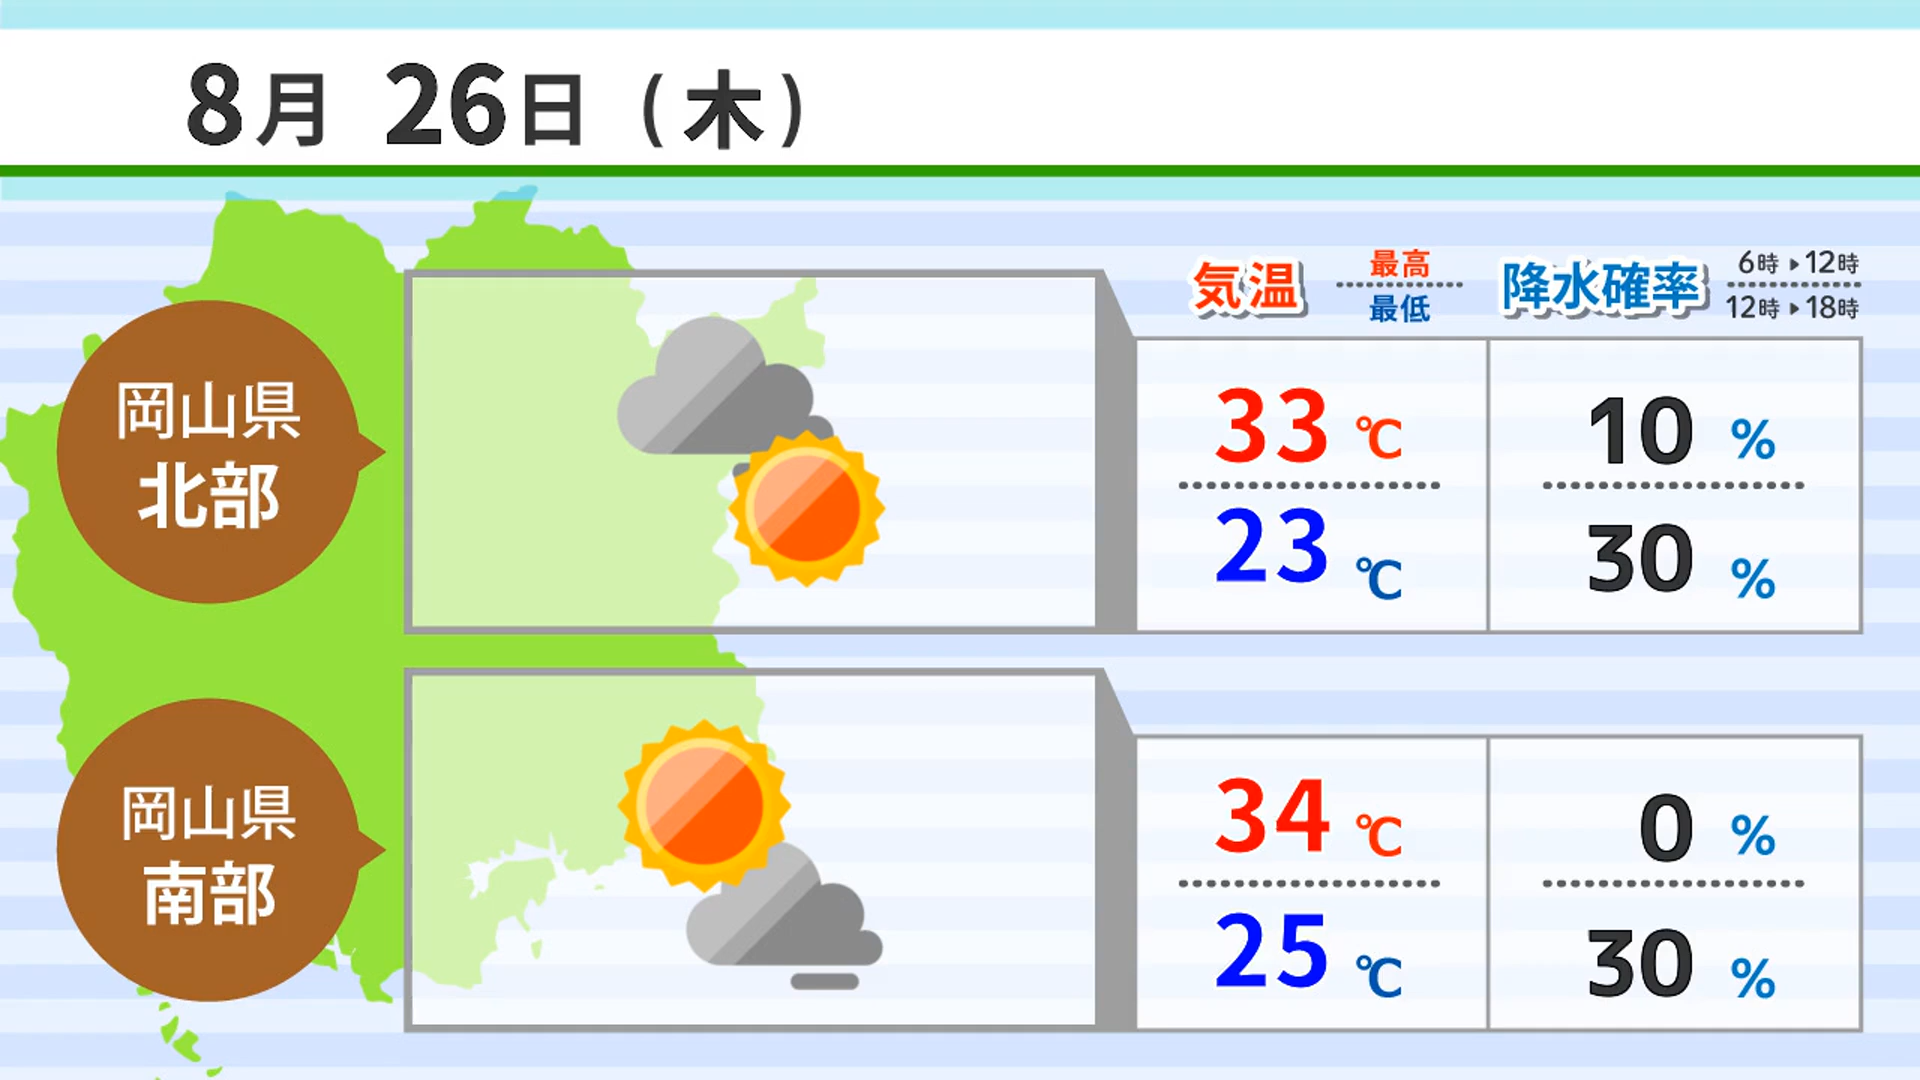 8月 26日（木）
気温 最高 最低
降水確率 6時▶12時 12時▶18時
岡山県
北部
33℃
23℃
10%
30%
岡山県
南部
34℃
25℃
0%
30%